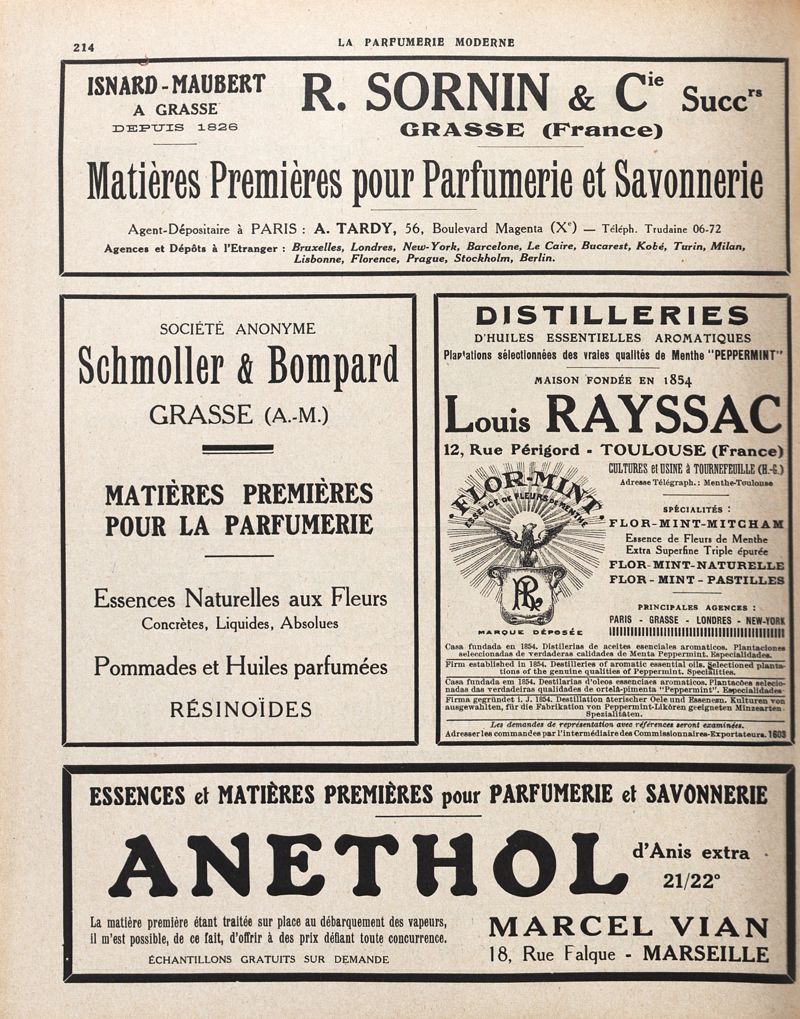 214
LA PARFUMERIE MODERNE
ISNARD-MAUBERT
A GRASSE
DEPUIS 1826
R. SORNIN & Cie Succrs
GRASSE (France)
Matières Premières pour Parfumerie et Savonnerie
Agent-Dépositaire à PARIS : A. TARDY, 56, Boulevard Magenta (Xe) — Téléph. Trudaine 06-72
Agences et Dépôts à l'Etranger : Bruxelles, Londres, New-York, Barcelone, Le Caire, Bucarest, Kobé, Turin, Milan,
Lisbonne, Florence, Prague, Stockholm, Berlin.
SOCIÉTÉ ANONYME
Schmoller & Bompard
GRASSE (A.-M.)
MATIÈRES PREMIÈRES
POUR LA PARFUMERIE
Essences Naturelles aux Fleurs
Concrètes, Liquides, Absolues
Pommades et Huiles parfumées
RÉSINOÏDES
DISTILLERIES
D'HUILES ESSENTIELLES AROMATIQUES
Plantations sélectionnées des vraies qualités de Menthe "PEPPERMINT"
MAISON FONDÉE EN 1854
Louis RAYSSAC
12, Rue Périgord - TOULOUSE (France)
FLOR-MINT
ESSENCE DE FLEURS DE MENTHE
MARQUE DÉPOSÉE
CULTURES et USINE à TOURNEFEUILLE (H.-G.)
Adresse Télégraph.: Menthe-Toulouse
SPÉCIALITÉS :
FLOR-MINT-MITCHAM
Essence de Fleurs de Menthe
Extra Superfine Triple épurée
FLOR-MINT-NATURELLE
FLOR-MINT-PASTILLES
PRINCIPALES AGENCES :
PARIS - GRASSE - LONDRES - NEW-YORK
Casa fundada en 1854. Distilerias de aceites esenciales aromaticos. Plantaciones
seleccionadas de verdaderas calidades de Menta Peppermint. Especialidades.
Firm established in 1854. Destilleries of aromatic essential oils. Selectioned planta-
tions of the genuine qualities of Peppermint. Specialities.
Casa fundada em 1854. Destilarias d'oleos essenciaes aromaticos. Plantacões selecio-
nadas das verdadeiras qualidades de ortelã-pimenta "Peppermint". Especialidades
Firma gegründet i. J. 1854. Destillation äterischer Oele und Essenesn. Kulturen von
ausgewahlten, für die Fabrikation von Peppermint-Likören geeigneten Minzearten
Spezialitäten.
Les demandes de représentation avec références seront examinées.
Adresser les commandes par l'intermédiaire des Commissionnaires-Exportateurs. 1603
ESSENCES et MATIÈRES PREMIÈRES pour PARFUMERIE et SAVONNERIE
ANETHOL d'Anis extra
21/22°
La matière première étant traitée sur place au débarquement des vapeurs,
il m'est possible, de ce fait, d'offrir à des prix défiant toute concurrence.
ÉCHANTILLONS GRATUITS SUR DEMANDE
MARCEL VIAN
18, Rue Falque - MARSEILLE